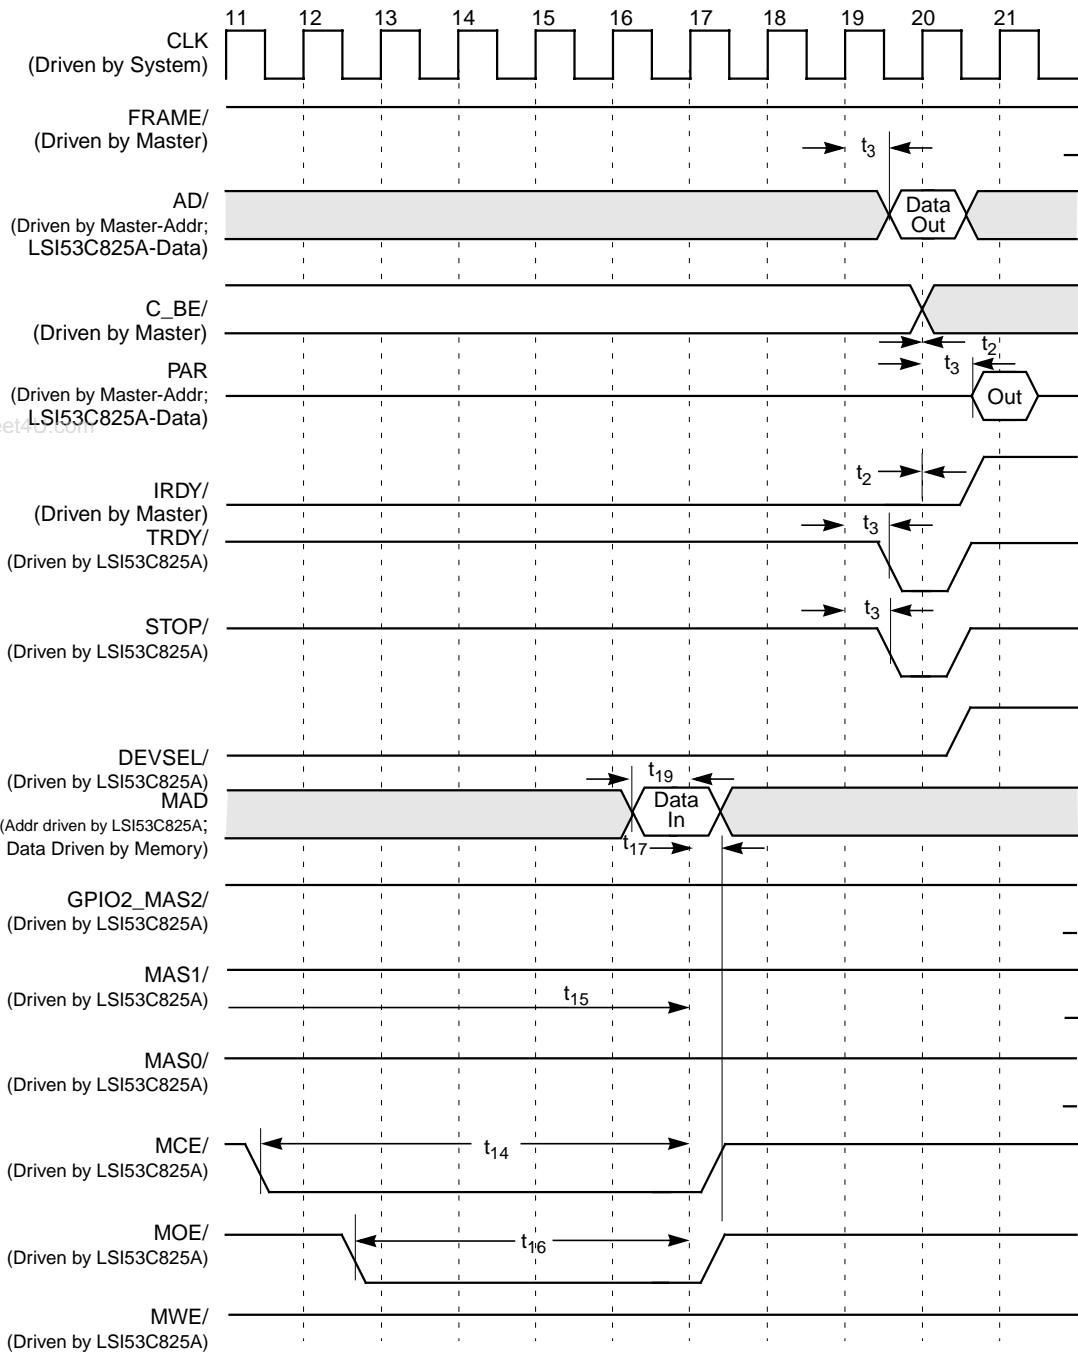 11 12 13 14 15 16 17 18 19 20 21
CLK
(Driven by System)
FRAME/
(Driven by Master)
t3
AD/
(Driven by Master-Addr;
LSI53C825A-Data)
Data
Out
C_BE/
(Driven by Master)
t2
PAR
(Driven by Master-Addr;
LSI53C825A-Data)
t3
Out
et4U.com
IRDY/
(Driven by Master)
t2
TRDY/
(Driven by LSI53C825A)
t3
STOP/
(Driven by LSI53C825A)
t3
DEVSEL/
(Driven by LSI53C825A)
t19
MAD
(Addr driven by LSI53C825A;
Data Driven by Memory)
Data
In
t17
GPIO2_MAS2/
(Driven by LSI53C825A)
MAS1/
(Driven by LSI53C825A)
t15
MAS0/
(Driven by LSI53C825A)
MCE/
(Driven by LSI53C825A)
t14
MOE/
(Driven by LSI53C825A)
t16
MWE/
(Driven by LSI53C825A)